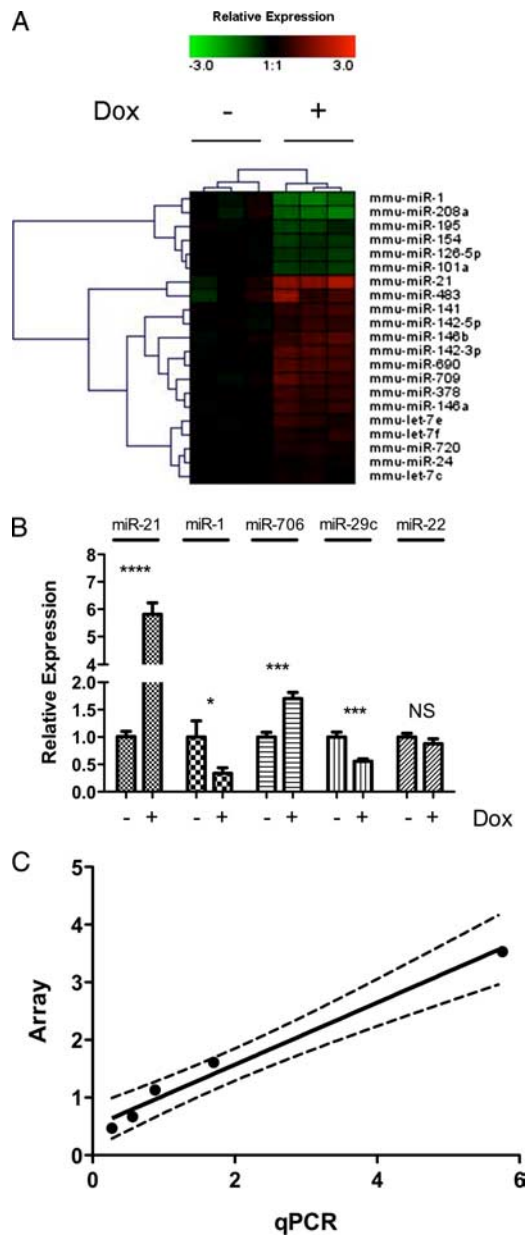 A
Relative Expression
-3.0 1:1 3.0
Dox - +
mmu-miR-1
mmu-miR-208a
mmu-miR-195
mmu-miR-154
mmu-miR-126-5p
mmu-miR-101a
mmu-miR-21
mmu-miR-483
mmu-miR-141
mmu-miR-142-5p
mmu-miR-146b
mmu-miR-142-3p
mmu-miR-690
mmu-miR-709
mmu-miR-378
mmu-miR-146a
mmu-let-7e
mmu-let-7f
mmu-miR-720
mmu-miR-24
mmu-let-7c
B
miR-21 miR-1 miR-706 miR-29c miR-22
Relative Expression
8
7
6
5
4
2.0
1.5
1.0
0.5
0.0
**** * *** *** NS
- + - + - + - + - + Dox
C
Array
5
4
3
2
1
0
0 2 4 6
qPCR